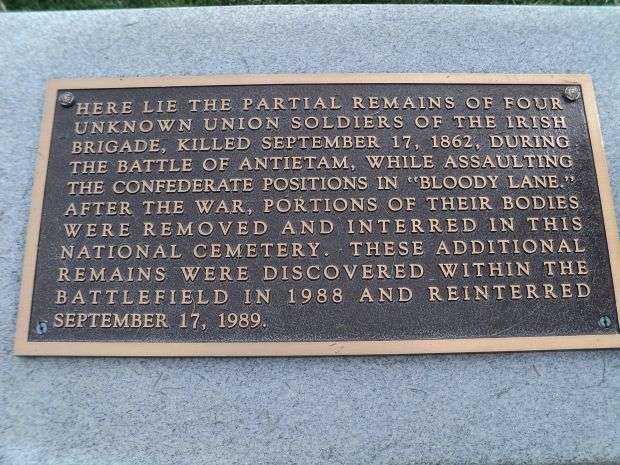 HERE LIE THE PARTIAL REMAINS OF FOUR
UNKNOWN UNION SOLDIERS OF THE IRISH
BRIGADE, KILLED SEPTEMBER 17, 1862, DURING
THE BATTLE OF ANTIETAM, WHILE ASSAULTING
THE CONFEDERATE POSITIONS IN "BLOODY LANE."
AFTER THE WAR, PORTIONS OF THEIR BODIES
WERE REMOVED AND INTERRED IN THIS
NATIONAL CEMETERY. THESE ADDITIONAL
REMAINS WERE DISCOVERED WITHIN THE
BATTLEFIELD IN 1988 AND REINTERRED
SEPTEMBER 17, 1989.